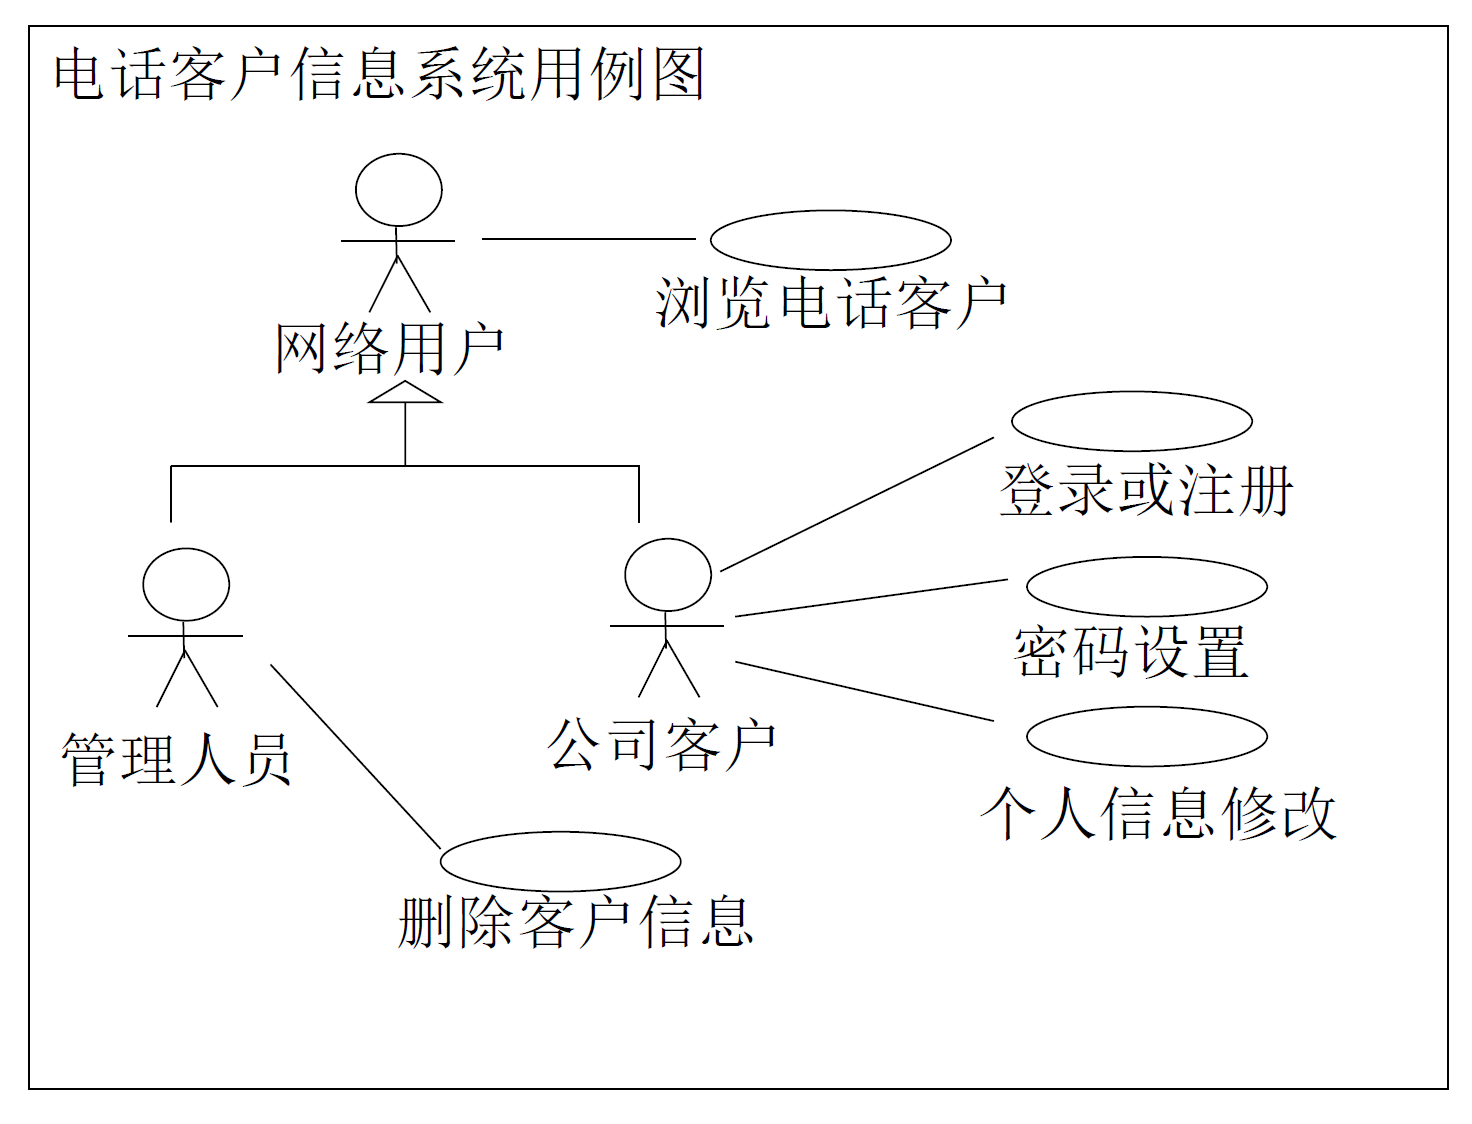 电话客户信息系统用例图
浏览电话客户
网络用户
登录或注册
密码设置
公司客户
管理人员
个人信息修改
删除客户信息